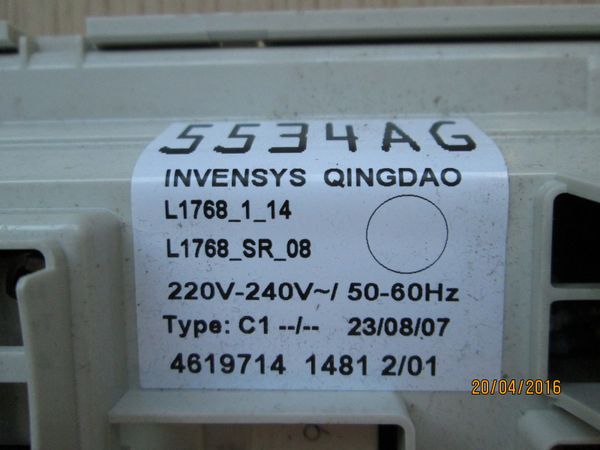 5534AG
INVENSYS QINGDAO
L1768_1_14
L1768_SR_08
220V-240V~/ 50-60Hz
Type: C1 --/-- 23/08/07
4619714 1481 2/01
20/04/2016